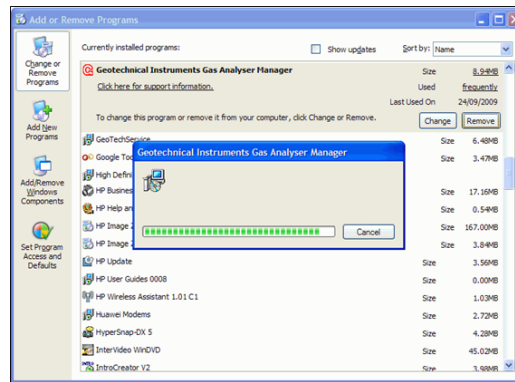 Add or Remove Programs
Change or Remove Programs
Currently installed programs:
Show updates
Sort by: Name
Geotechnical Instruments Gas Analyser Manager
Size 8.94MB
Click here for support information.
Used frequently
Last Used On 24/09/2009
To change this program or remove it from your computer, click Change or Remove.
Change
Remove
Add New Programs
Add/Remove Windows Components
Set Program Access and Defaults
GeoTechService
Size 6.48MB
Google Too
Size 3.47MB
High Defini
HP Busines
Size 17.16MB
HP Help an
Size 0.54MB
HP Image Z
Size 167.00MB
HP Image Z
Size 3.84MB
HP Update
Size 3.56MB
HP User Guides 0008
Size 0.00MB
HP Wireless Assistant 1.01 C1
Size 1.03MB
Huawei Modems
Size 2.72MB
HyperSnap-DX 5
Size 4.28MB
InterVideo WinDVD
Size 45.02MB
IntroCreator V2
Size 3.98MB
Geotechnical Instruments Gas Analyser Manager
Cancel